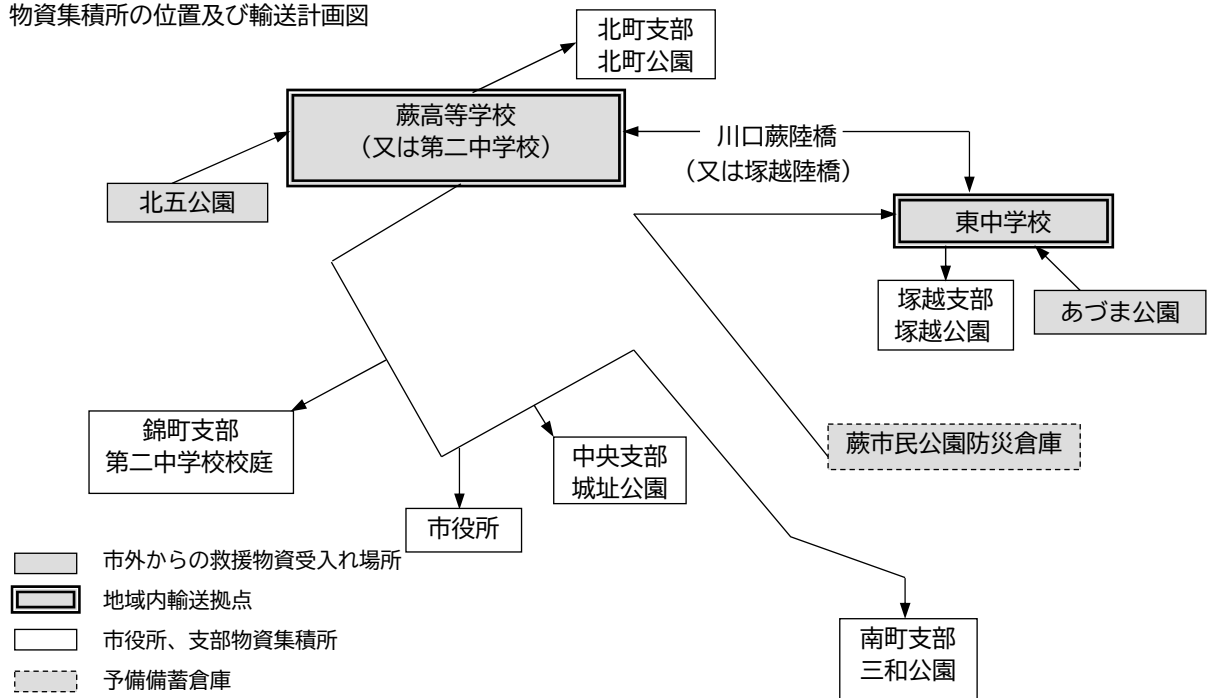 物資集積所の位置及び輸送計画図
北町支部
北町公園
蕨高等学校
（又は第二中学校）
川口蕨陸橋
（又は塚越陸橋）
北五公園
東中学校
塚越支部
塚越公園
あづま公園
錦町支部
第二中学校校庭
中央支部
城址公園
蕨市民公園防災倉庫
市役所
市外からの救援物資受入れ場所
地域内輸送拠点
市役所、支部物資集積所
予備備蓄倉庫
南町支部
三和公園